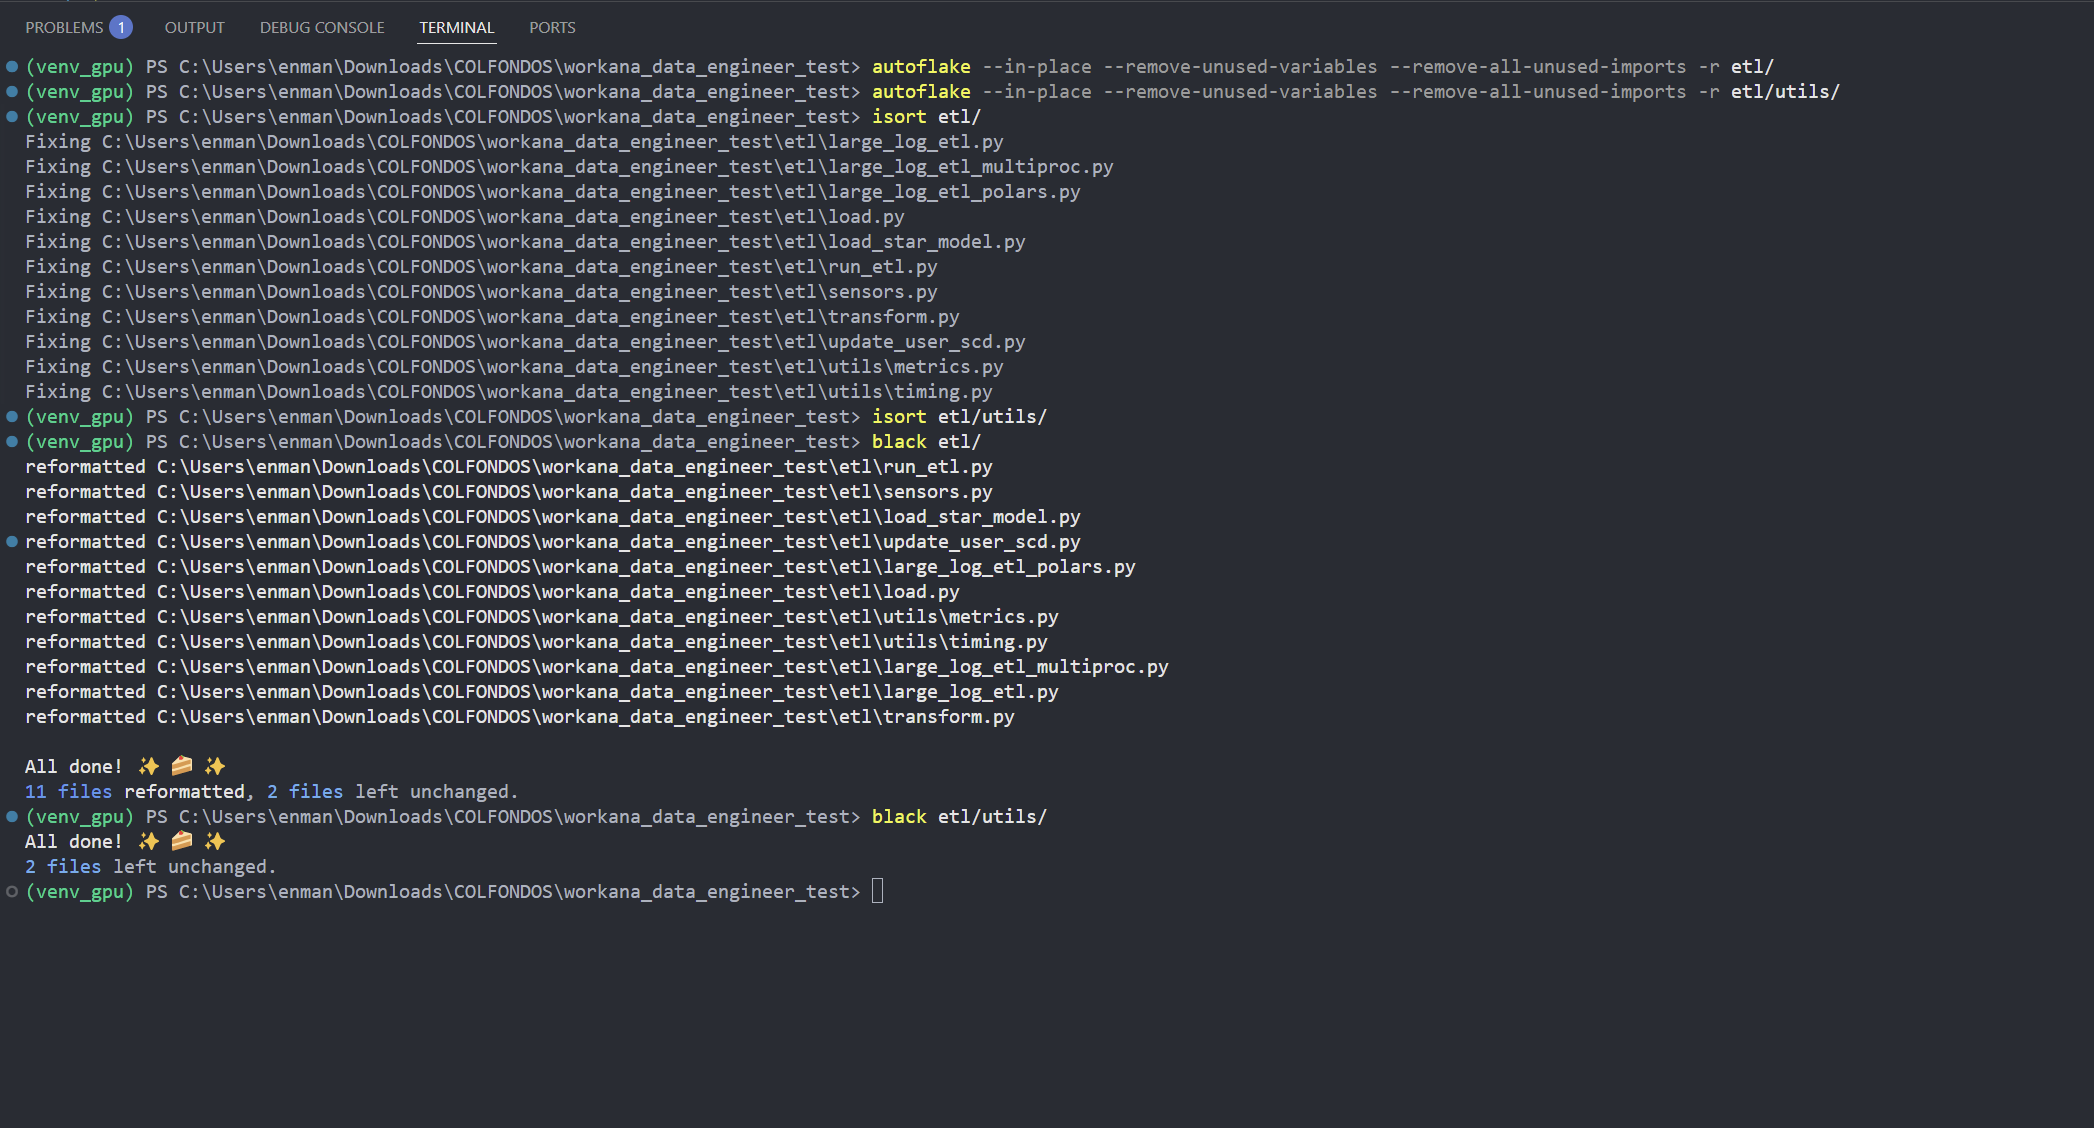 PROBLEMS 1 OUTPUT DEBUG CONSOLE TERMINAL PORTS
(venv_gpu) PS C:\Users\enman\Downloads\COLFONDOS\workana_data_engineer_test> autoflake --in-place --remove-unused-variables --remove-all-unused-imports -r etl/
(venv_gpu) PS C:\Users\enman\Downloads\COLFONDOS\workana_data_engineer_test> autoflake --in-place --remove-unused-variables --remove-all-unused-imports -r etl/utils/
(venv_gpu) PS C:\Users\enman\Downloads\COLFONDOS\workana_data_engineer_test> isort etl/
Fixing C:\Users\enman\Downloads\COLFONDOS\workana_data_engineer_test\etl\large_log_etl.py
Fixing C:\Users\enman\Downloads\COLFONDOS\workana_data_engineer_test\etl\large_log_etl_multiproc.py
Fixing C:\Users\enman\Downloads\COLFONDOS\workana_data_engineer_test\etl\large_log_etl_polars.py
Fixing C:\Users\enman\Downloads\COLFONDOS\workana_data_engineer_test\etl\load.py
Fixing C:\Users\enman\Downloads\COLFONDOS\workana_data_engineer_test\etl\load_star_model.py
Fixing C:\Users\enman\Downloads\COLFONDOS\workana_data_engineer_test\etl\run_etl.py
Fixing C:\Users\enman\Downloads\COLFONDOS\workana_data_engineer_test\etl\sensors.py
Fixing C:\Users\enman\Downloads\COLFONDOS\workana_data_engineer_test\etl\transform.py
Fixing C:\Users\enman\Downloads\COLFONDOS\workana_data_engineer_test\etl\update_user_scd.py
Fixing C:\Users\enman\Downloads\COLFONDOS\workana_data_engineer_test\etl\utils\metrics.py
Fixing C:\Users\enman\Downloads\COLFONDOS\workana_data_engineer_test\etl\utils\timing.py
(venv_gpu) PS C:\Users\enman\Downloads\COLFONDOS\workana_data_engineer_test> isort etl/utils/
(venv_gpu) PS C:\Users\enman\Downloads\COLFONDOS\workana_data_engineer_test> black etl/
reformatted C:\Users\enman\Downloads\COLFONDOS\workana_data_engineer_test\etl\run_etl.py
reformatted C:\Users\enman\Downloads\COLFONDOS\workana_data_engineer_test\etl\sensors.py
reformatted C:\Users\enman\Downloads\COLFONDOS\workana_data_engineer_test\etl\load_star_model.py
reformatted C:\Users\enman\Downloads\COLFONDOS\workana_data_engineer_test\etl\update_user_scd.py
reformatted C:\Users\enman\Downloads\COLFONDOS\workana_data_engineer_test\etl\large_log_etl_polars.py
reformatted C:\Users\enman\Downloads\COLFONDOS\workana_data_engineer_test\etl\load.py
reformatted C:\Users\enman\Downloads\COLFONDOS\workana_data_engineer_test\etl\utils\metrics.py
reformatted C:\Users\enman\Downloads\COLFONDOS\workana_data_engineer_test\etl\utils\timing.py
reformatted C:\Users\enman\Downloads\COLFONDOS\workana_data_engineer_test\etl\large_log_etl_multiproc.py
reformatted C:\Users\enman\Downloads\COLFONDOS\workana_data_engineer_test\etl\large_log_etl.py
reformatted C:\Users\enman\Downloads\COLFONDOS\workana_data_engineer_test\etl\transform.py
All done! ✨ 🍰 ✨
11 files reformatted, 2 files left unchanged.
(venv_gpu) PS C:\Users\enman\Downloads\COLFONDOS\workana_data_engineer_test> black etl/utils/
All done! ✨ 🍰 ✨
2 files left unchanged.
(venv_gpu) PS C:\Users\enman\Downloads\COLFONDOS\workana_data_engineer_test>